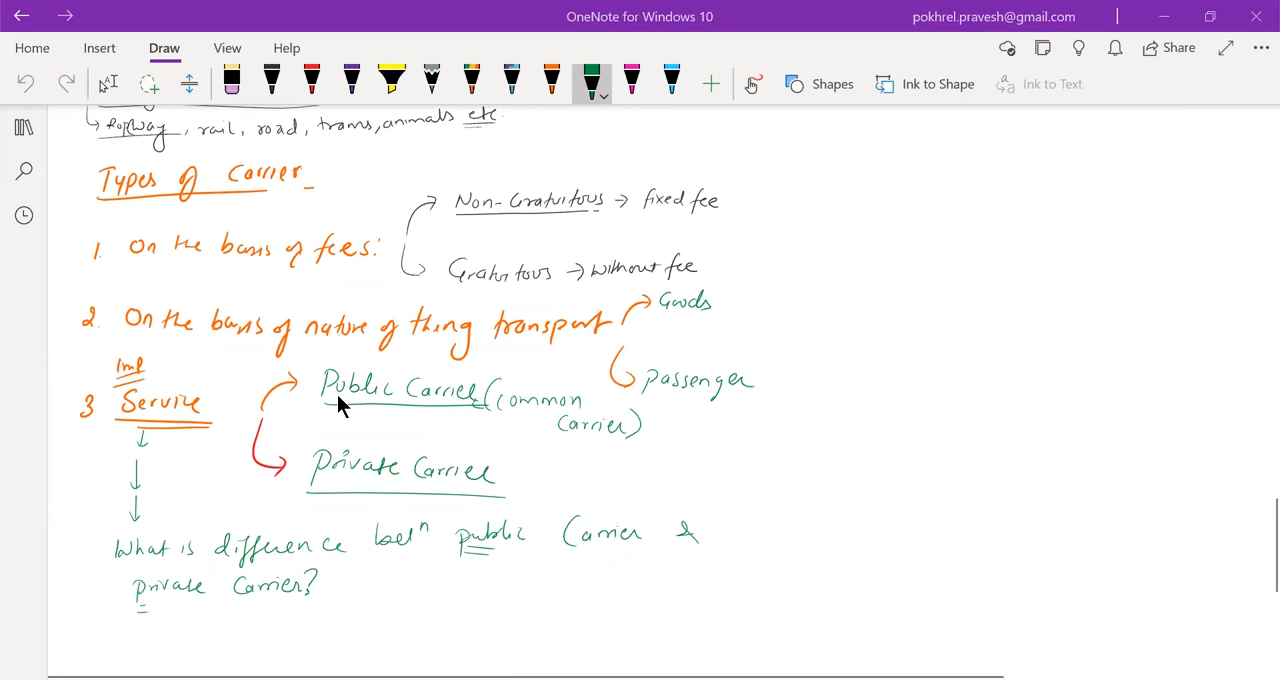 OneNote for Windows 10
pokhrel.pravesh@gmail.com
Home Insert Draw View Help
Share
Shapes
Ink to Shape
Ink to Text
rail, road, trams, animals etc.
Types of Carrier
1. On the basis of fees:
Non-Gratuitous → fixed fee
Gratuitous → without fee
2. On the basis of nature of thing transport
Goods
Passenger
Imp
3 Service
Public Carrier (common
Carrier)
Private Carrier
What is difference betn public Carrier &
private Carrier?